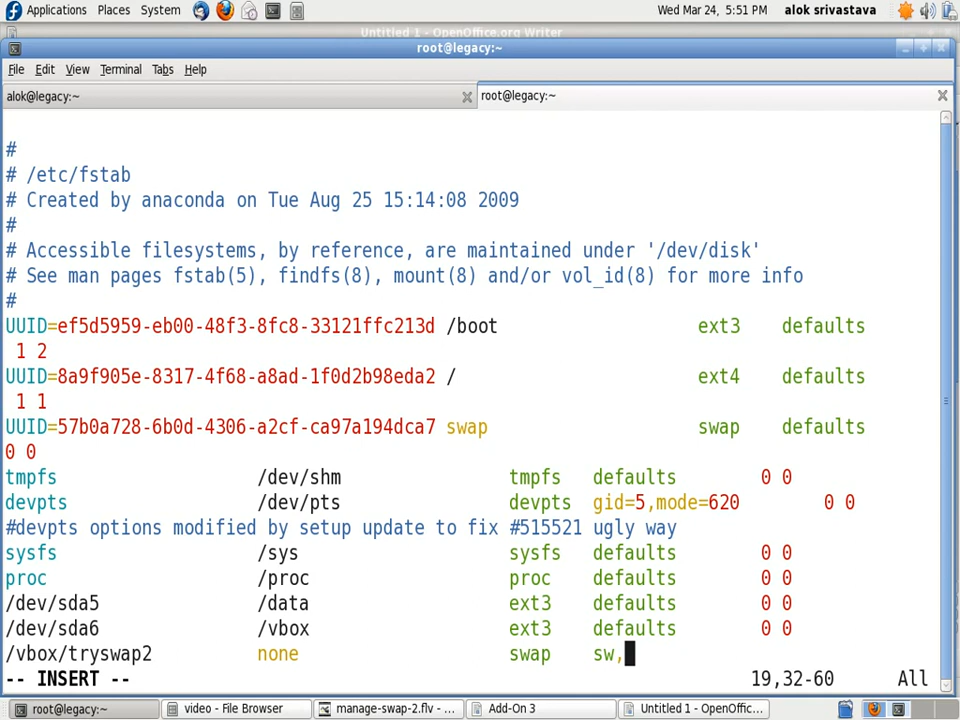 Applications Places System Wed Mar 24, 5:51 PM alok srivastava
Untitled 1 - OpenOffice.org Writer
root@legacy:~
File Edit View Terminal Tabs Help
alok@legacy:~ root@legacy:~
#
# /etc/fstab
# Created by anaconda on Tue Aug 25 15:14:08 2009
#
# Accessible filesystems, by reference, are maintained under '/dev/disk'
# See man pages fstab(5), findfs(8), mount(8) and/or vol_id(8) for more info
#
UUID=ef5d5959-eb00-48f3-8fc8-33121ffc213d /boot ext3 defaults
1 2
UUID=8a9f905e-8317-4f68-a8ad-1f0d2b98eda2 / ext4 defaults
1 1
UUID=57b0a728-6b0d-4306-a2cf-ca97a194dca7 swap swap defaults
0 0
tmpfs /dev/shm tmpfs defaults 0 0
devpts /dev/pts devpts gid=5,mode=620 0 0
#devpts options modified by setup update to fix #515521 ugly way
sysfs /sys sysfs defaults 0 0
proc /proc proc defaults 0 0
/dev/sda5 /data ext3 defaults 0 0
/dev/sda6 /vbox ext3 defaults 0 0
/vbox/tryswap2 none swap sw,
-- INSERT -- 19,32-60 All
root@legacy:~ video - File Browser manage-swap-2.flv - ... Add-On 3 Untitled 1 - OpenOffic...